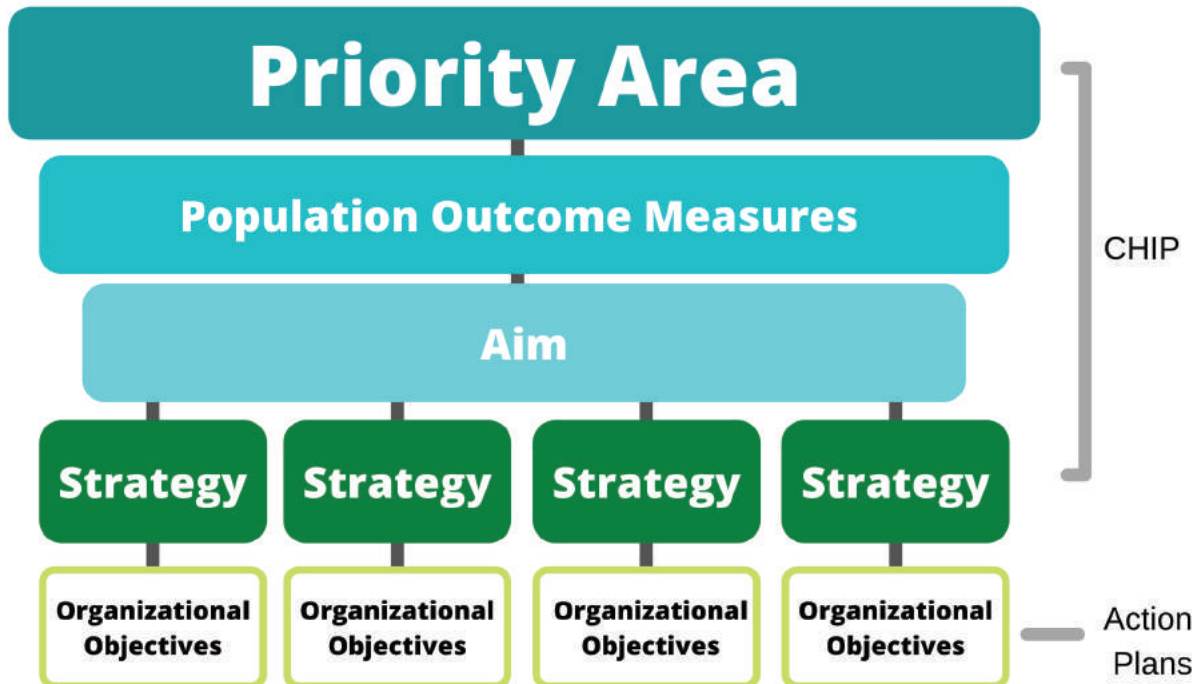 Priority Area
Population Outcome Measures
CHIP
Aim
Strategy
Strategy
Strategy
Strategy
Organizational
Objectives
Organizational
Objectives
Organizational
Objectives
Organizational
Objectives
Action
Plans